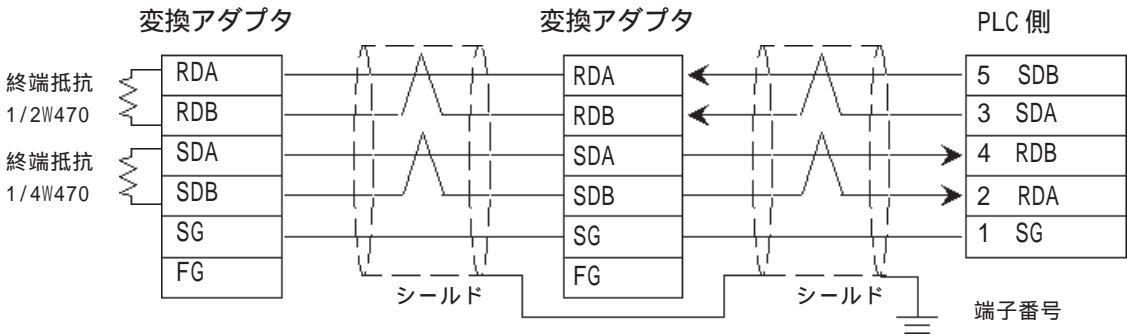 変換アダプタ
変換アダプタ
PLC 側
終端抵抗
1/2W470
終端抵抗
1/4W470
RDA
RDB
SDA
SDB
SG
FG
シールド
RDA
RDB
SDA
SDB
SG
FG
シールド
5 SDB
3 SDA
4 RDB
2 RDA
1 SG
端子番号